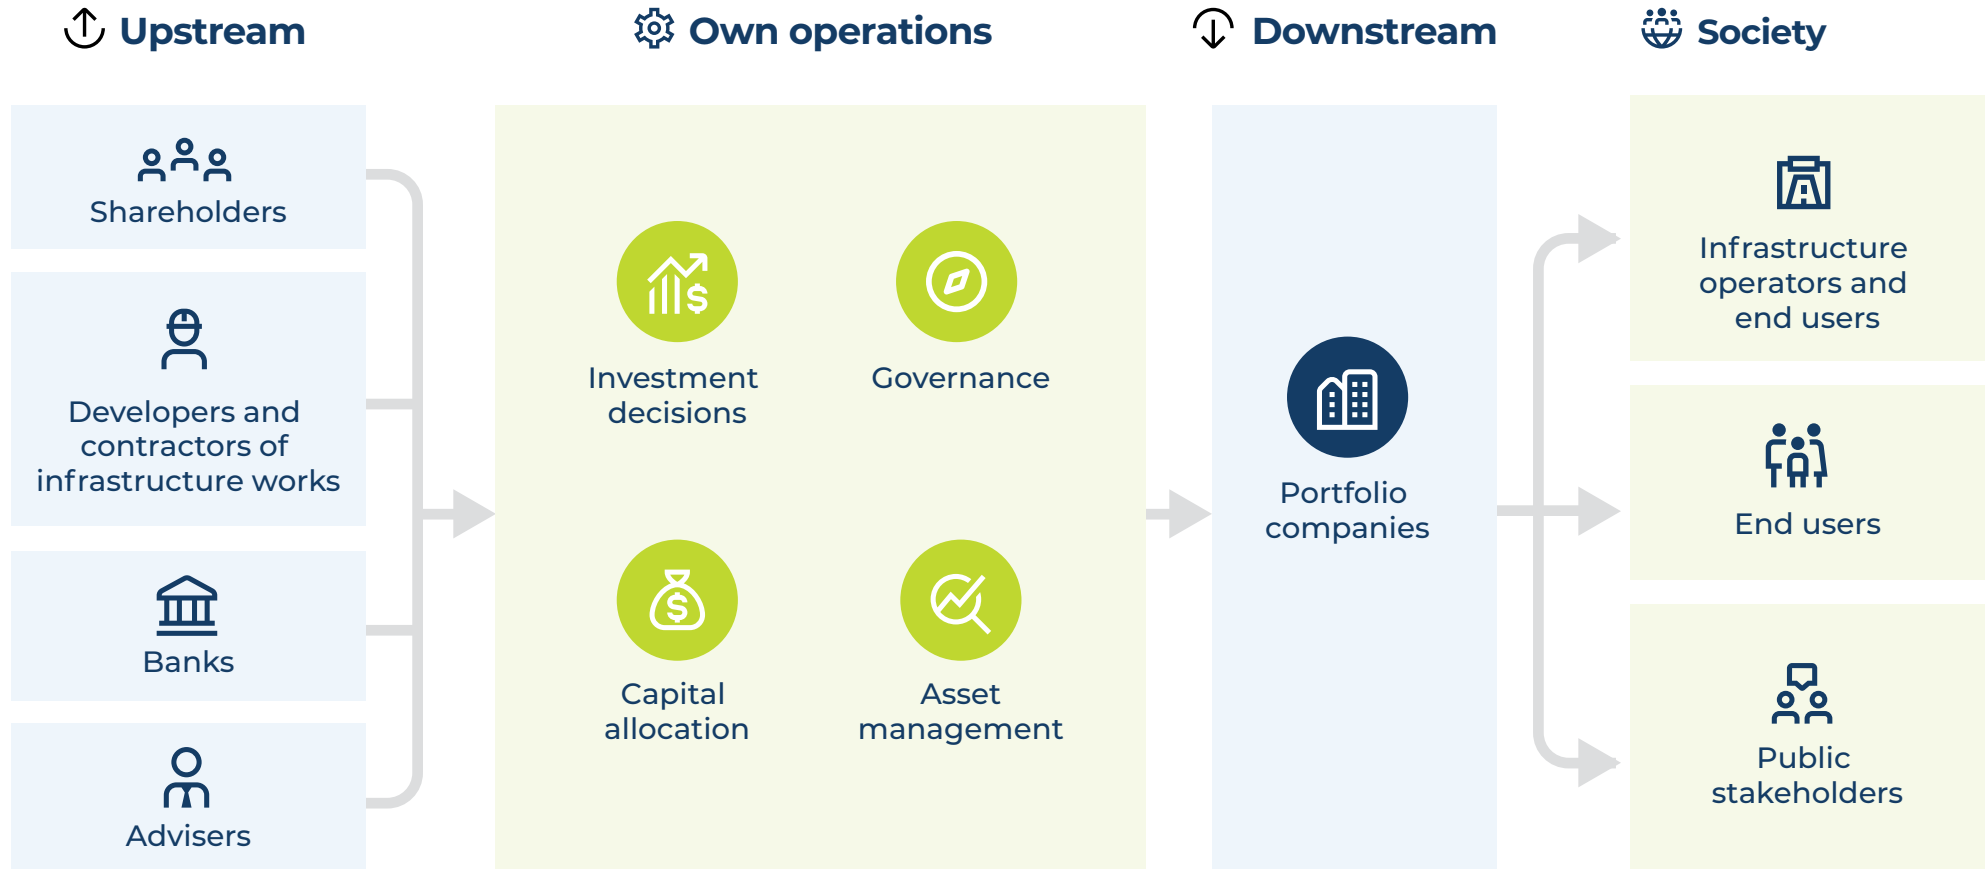 Upstream
Own operations
Downstream
Society
Shareholders
Developers and
contractors of
infrastructure works
Banks
Advisers
Investment
decisions
Governance
Capital
allocation
Asset
management
Portfolio
companies
Infrastructure
operators and
end users
End users
Public
stakeholders